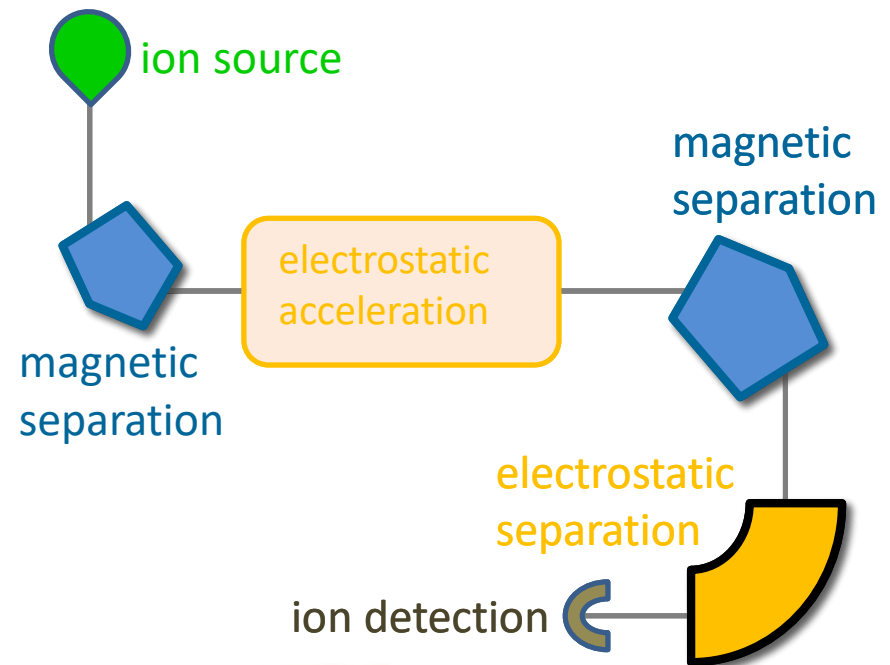 ion source
magnetic
separation
electrostatic
acceleration
magnetic
separation
electrostatic
separation
ion detection